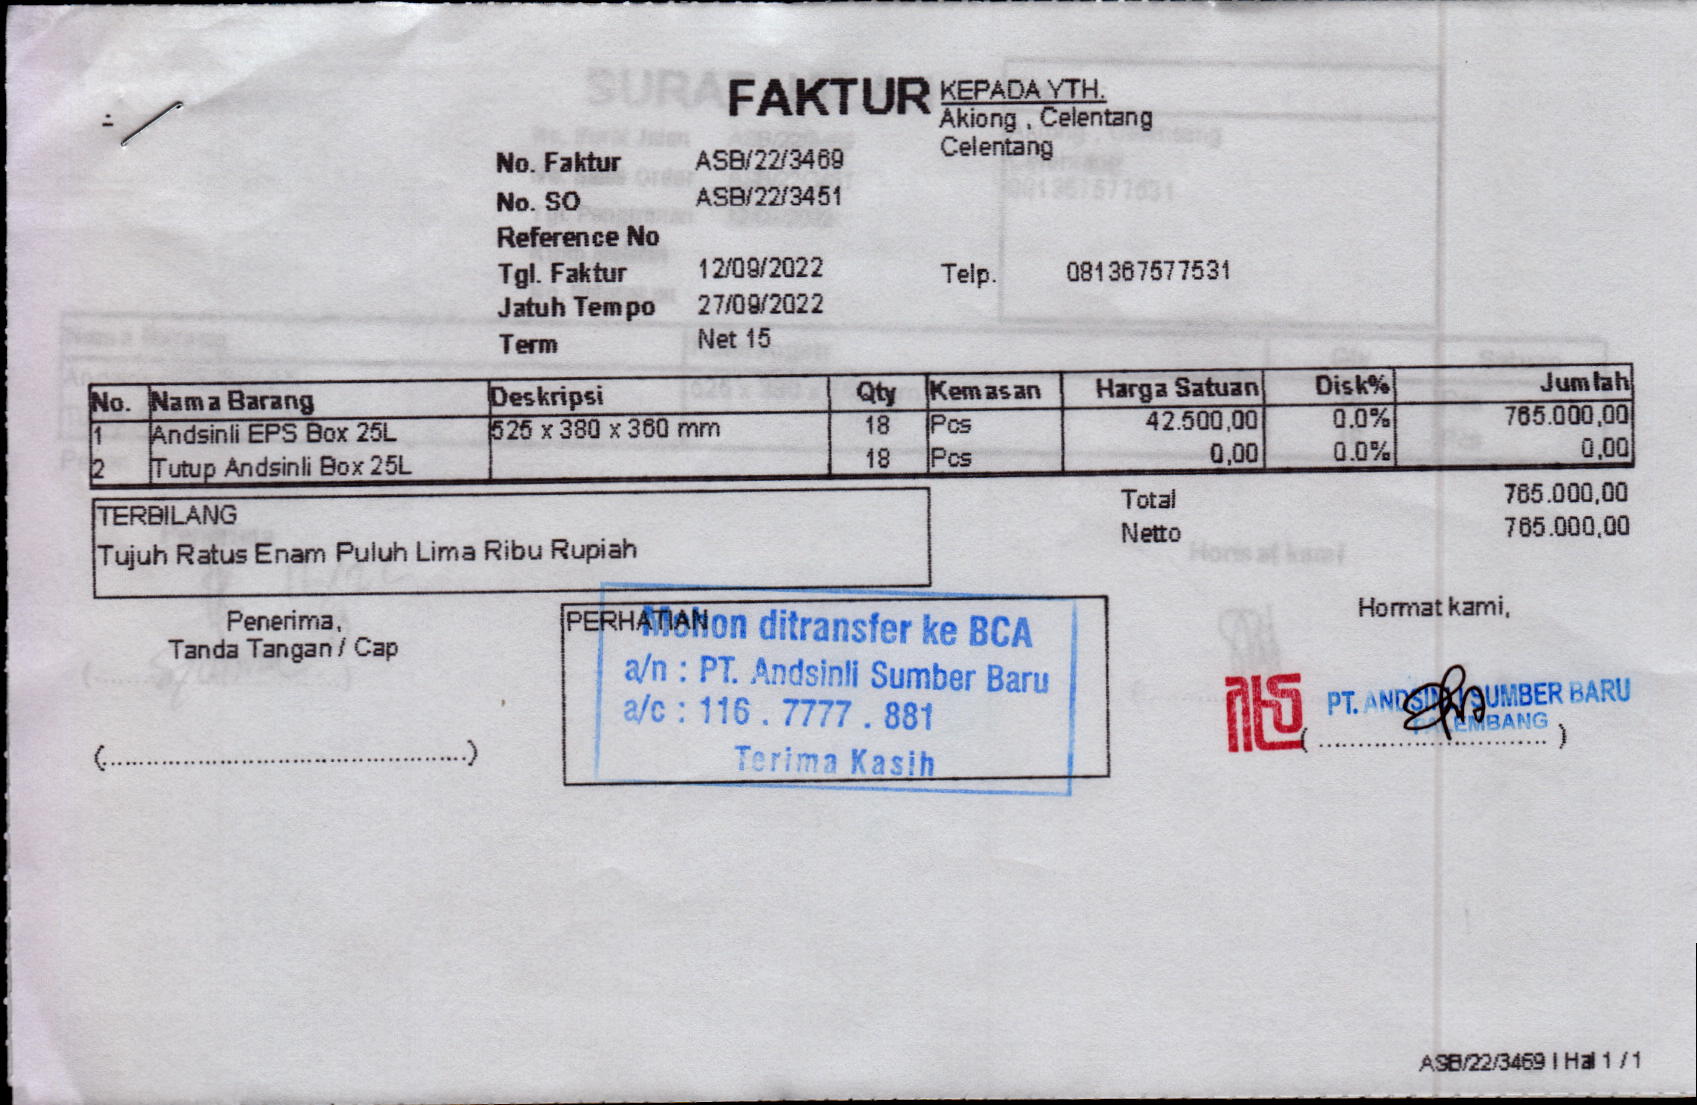 FAKTUR
KEPADA YTH.
Akiong , Celentang
Celentang
No. Faktur ASB/22/3469
No. SO ASB/22/3451
Reference No
Tgl. Faktur 12/09/2022
Telp. 081367577531
Jatuh Tempo 27/09/2022
Term Net 15
No. Nama Barang Deskripsi Qty Kemasan Harga Satuan Disk% Jumlah
1 Andsinli EPS Box 25L 525 x 380 x 360 mm 18 Pcs 42.500,00 0.0% 765.000,00
2 Tutup Andsinli Box 25L 18 Pcs 0,00 0.0% 0,00
Total 765.000,00
Netto 765.000,00
TERBILANG
Tujuh Ratus Enam Puluh Lima Ribu Rupiah
Penerima,
Tanda Tangan / Cap
(..............................................)
PERHATIAN
Mohon ditransfer ke BCA
a/n : PT. Andsinli Sumber Baru
a/c : 116 . 7777 . 881
Terima Kasih
Hormat kami,
PT. ANDSINLI SUMBER BARU
PALEMBANG
( .............................. )
ASB/22/3469 | Hal 1 / 1